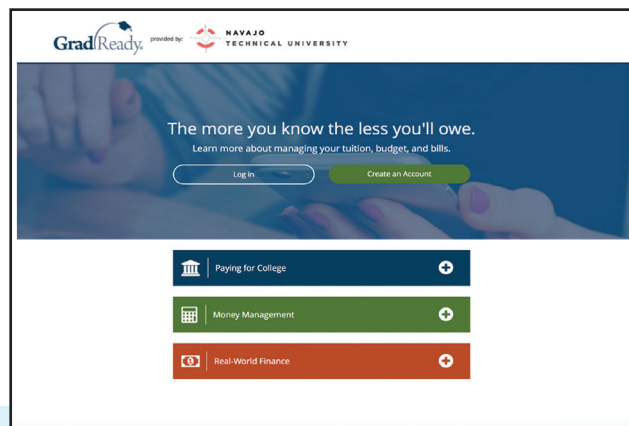 GradReady®
provided by:
NAVAJO
TECHNICAL UNIVERSITY
The more you know the less you'll owe.
Learn more about managing your tuition, budget, and bills.
Log in
Create an Account
Paying for College
Money Management
Real-World Finance